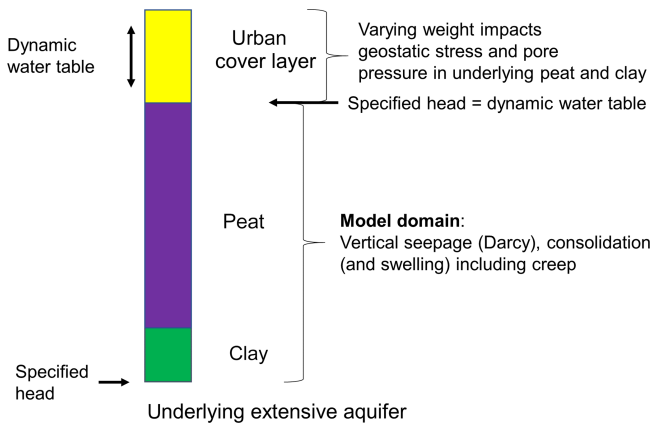 Dynamic
water table
Urban
cover layer
Varying weight impacts
geostatic stress and pore
pressure in underlying peat and clay
Specified head = dynamic water table
Peat
Model domain:
Vertical seepage (Darcy), consolidation
(and swelling) including creep
Clay
Specified
head
Underlying extensive aquifer